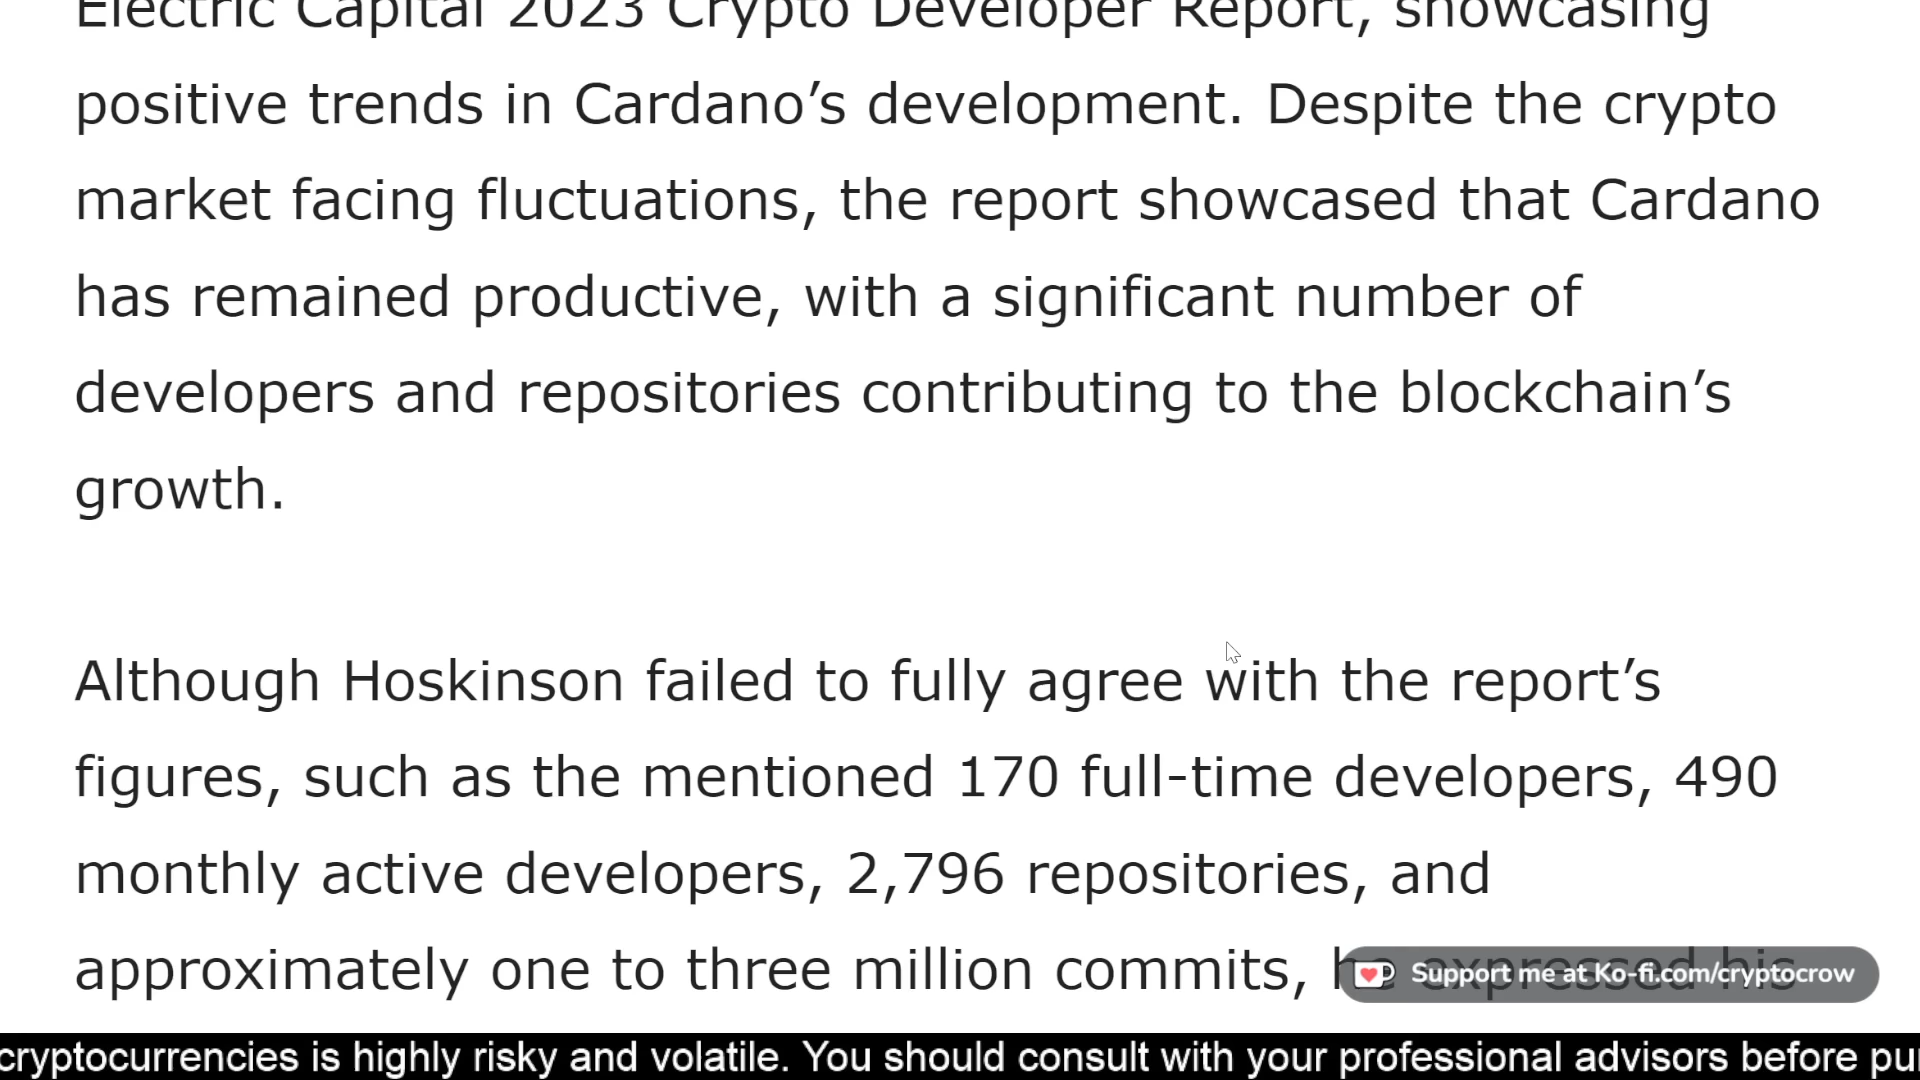 Electric Capital 2023 Crypto Developer Report, showcasing
positive trends in Cardano’s development. Despite the crypto
market facing fluctuations, the report showcased that Cardano
has remained productive, with a significant number of
developers and repositories contributing to the blockchain’s
growth.
Although Hoskinson failed to fully agree with the report’s
figures, such as the mentioned 170 full-time developers, 490
monthly active developers, 2,796 repositories, and
approximately one to three million commits, he expressed his
Support me at Ko-fi.com/cryptocrow
cryptocurrencies is highly risky and volatile. You should consult with your professional advisors before